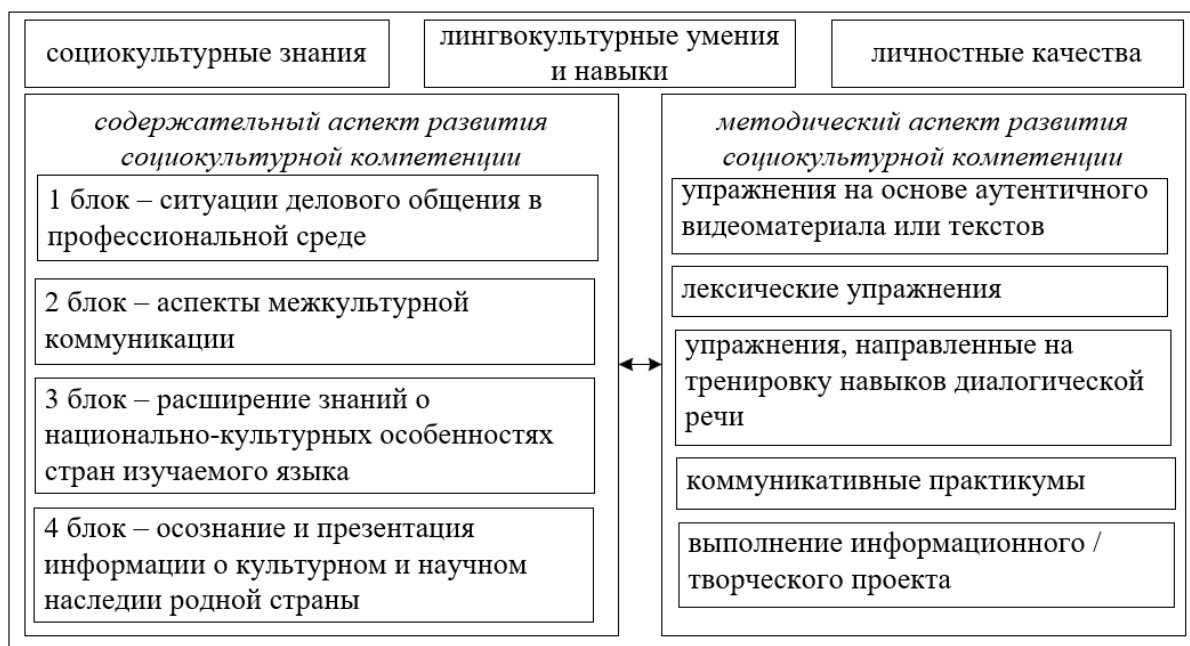 социокультурные знания
лингвокультурные умения
и навыки
личностные качества
содержательный аспект развития
социокультурной компетенции
1 блок – ситуации делового общения в
профессиональной среде
2 блок – аспекты межкультурной
коммуникации
3 блок – расширение знаний о
национально-культурных особенностях
стран изучаемого языка
4 блок – осознание и презентация
информации о культурном и научном
наследии родной страны
методический аспект развития
социокультурной компетенции
упражнения на основе аутентичного
видеоматериала или текстов
лексические упражнения
упражнения, направленные на
тренировку навыков диалогической
речи
коммуникативные практикумы
выполнение информационного /
творческого проекта